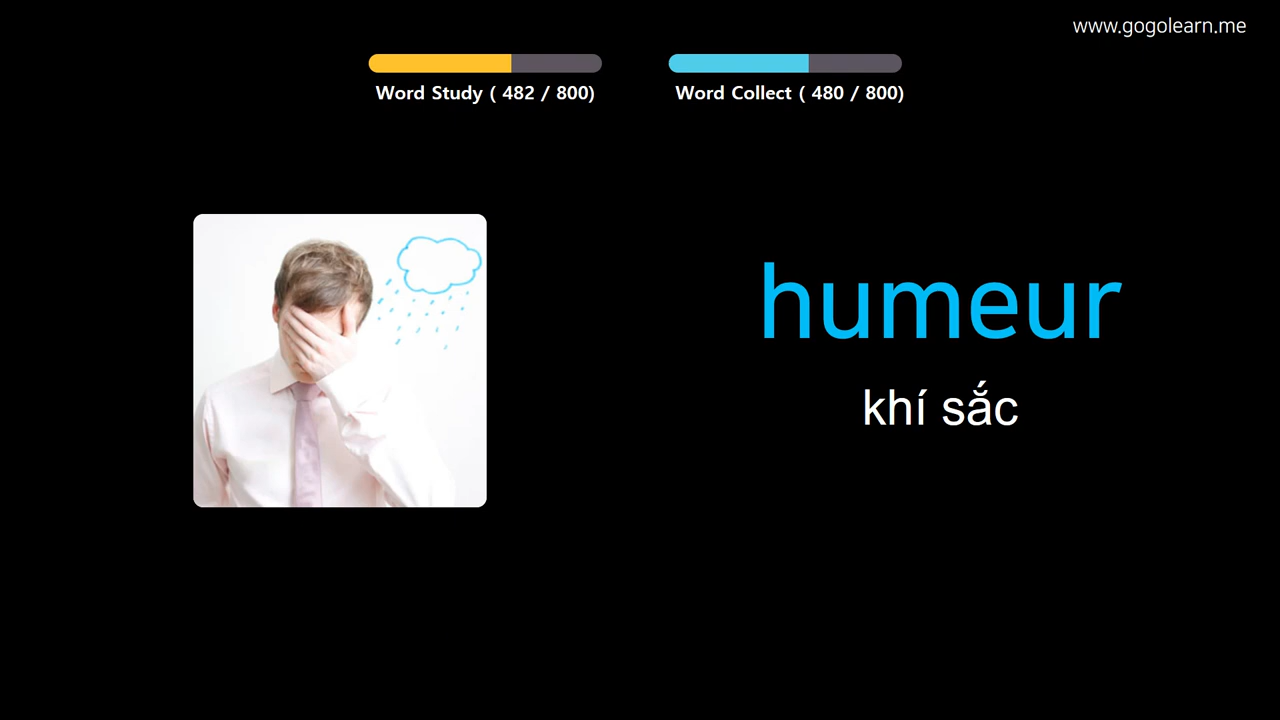 www.gogolearn.me
Word Study ( 482 / 800)
Word Collect ( 480 / 800)
humeur
khí sắc